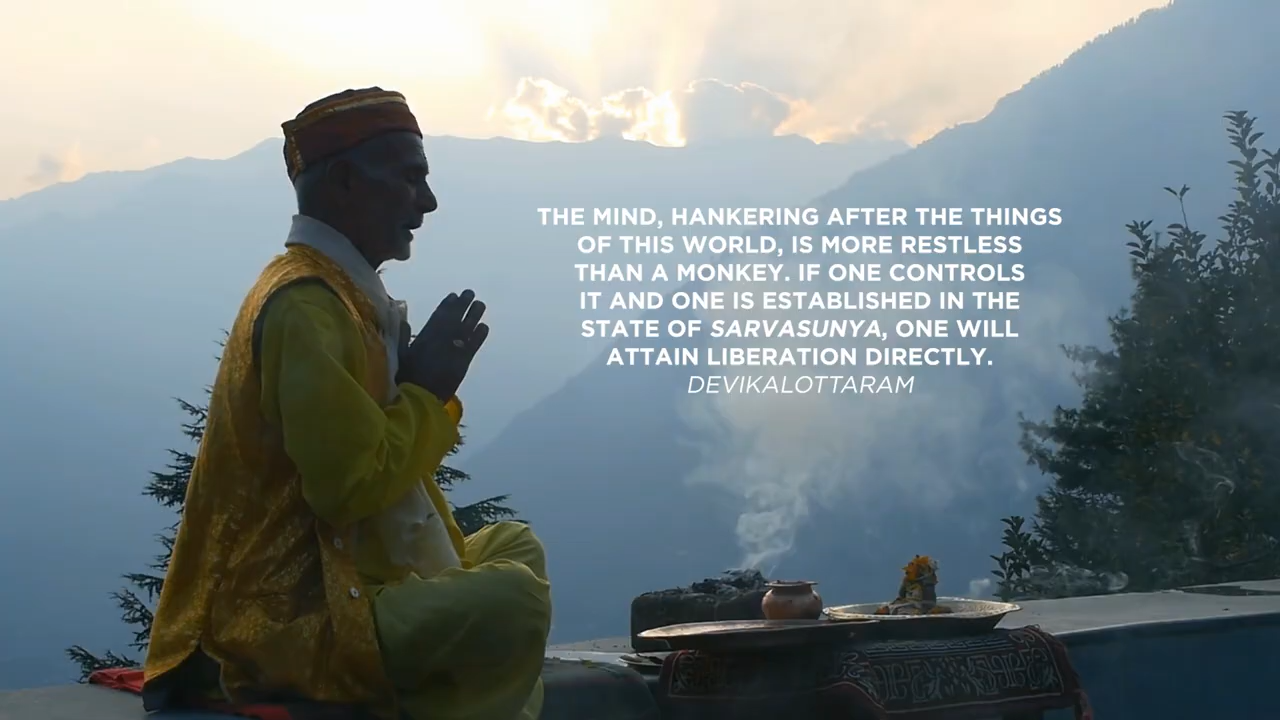 THE MIND, HANKERING AFTER THE THINGS
OF THIS WORLD, IS MORE RESTLESS
THAN A MONKEY. IF ONE CONTROLS
IT AND ONE IS ESTABLISHED IN THE
STATE OF SARVASUNYA, ONE WILL
ATTAIN LIBERATION DIRECTLY.
DEVIKALOTTARAM